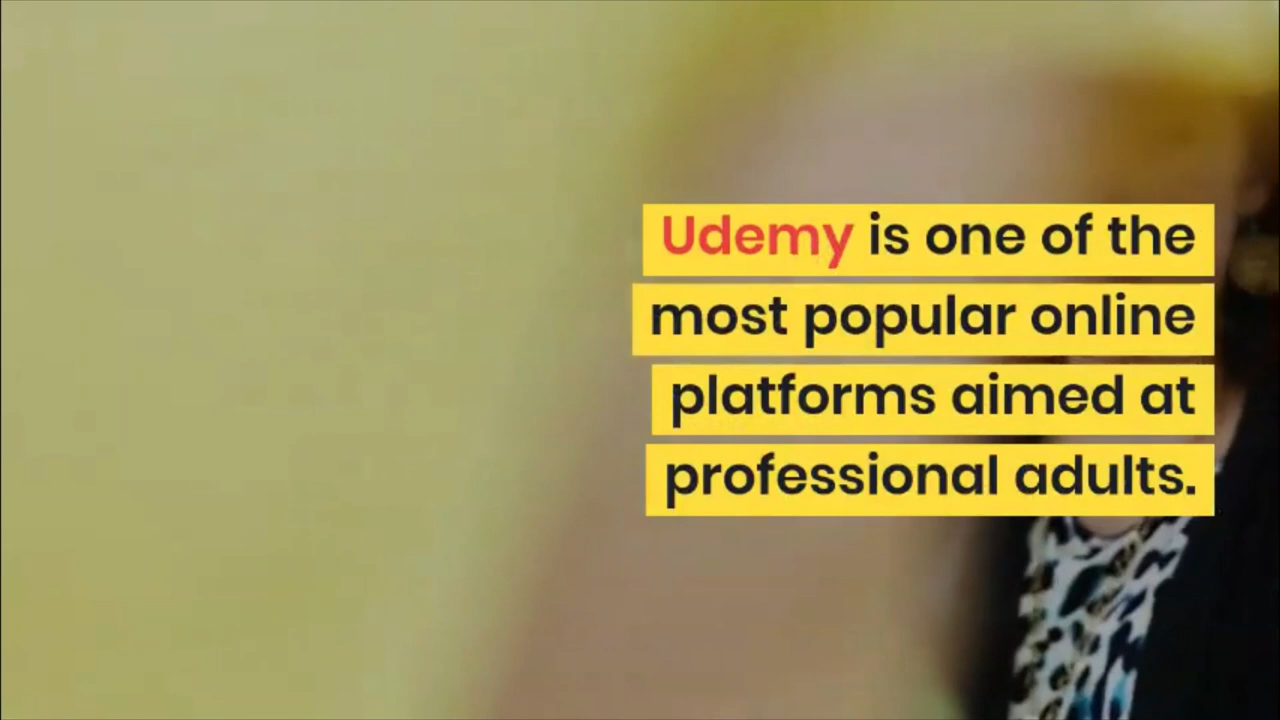 Udemy is one of the
most popular online
platforms aimed at
professional adults.